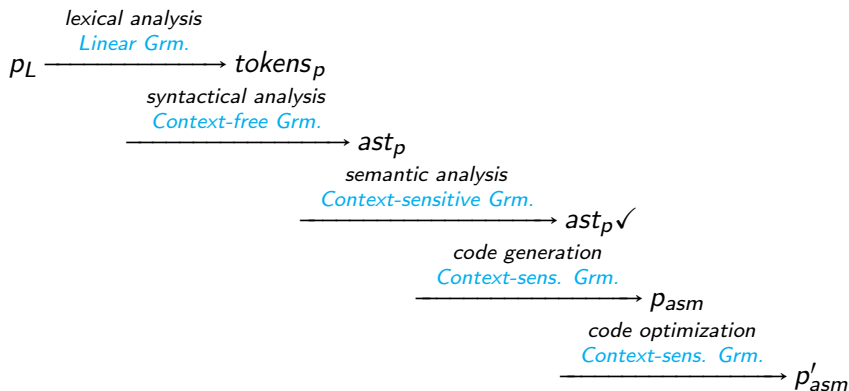 lexical analysis
Linear Grm.
p_L ⟶ tokens_p
syntactical analysis
Context-free Grm.
⟶ ast_p
semantic analysis
Context-sensitive Grm.
⟶ ast_p ✓
code generation
Context-sens. Grm.
⟶ p_asm
code optimization
Context-sens. Grm.
⟶ p'_asm